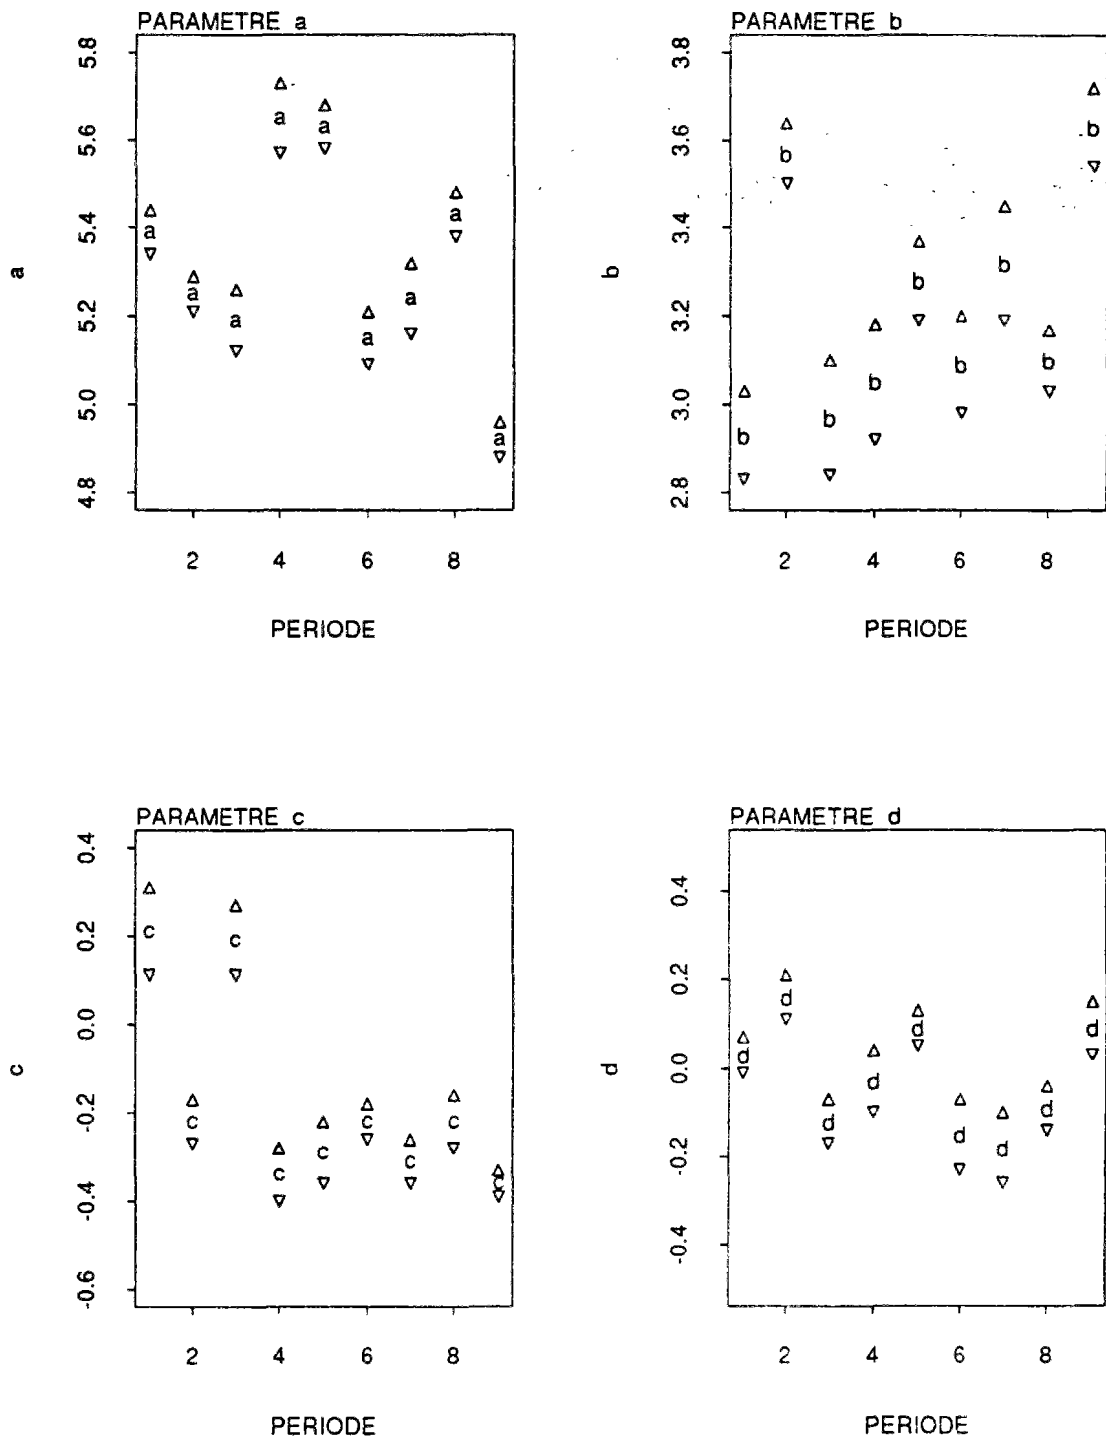 PARAMETRE a
5.8
5.6
5.4
5.2
5.0
4.8
a
a
a
a
a
a
a
a
a
a
2 4 6 8
PERIODE
PARAMETRE b
3.8
3.6
3.4
3.2
3.0
2.8
b
b
b
b
b
b
b
b
b
b
2 4 6 8
PERIODE
PARAMETRE c
0.4
0.2
0.0
-0.2
-0.4
-0.6
c
c
c
c
c
c
c
c
c
c
2 4 6 8
PERIODE
PARAMETRE d
0.4
0.2
0.0
-0.2
-0.4
d
d
d
d
d
d
d
d
d
d
2 4 6 8
PERIODE